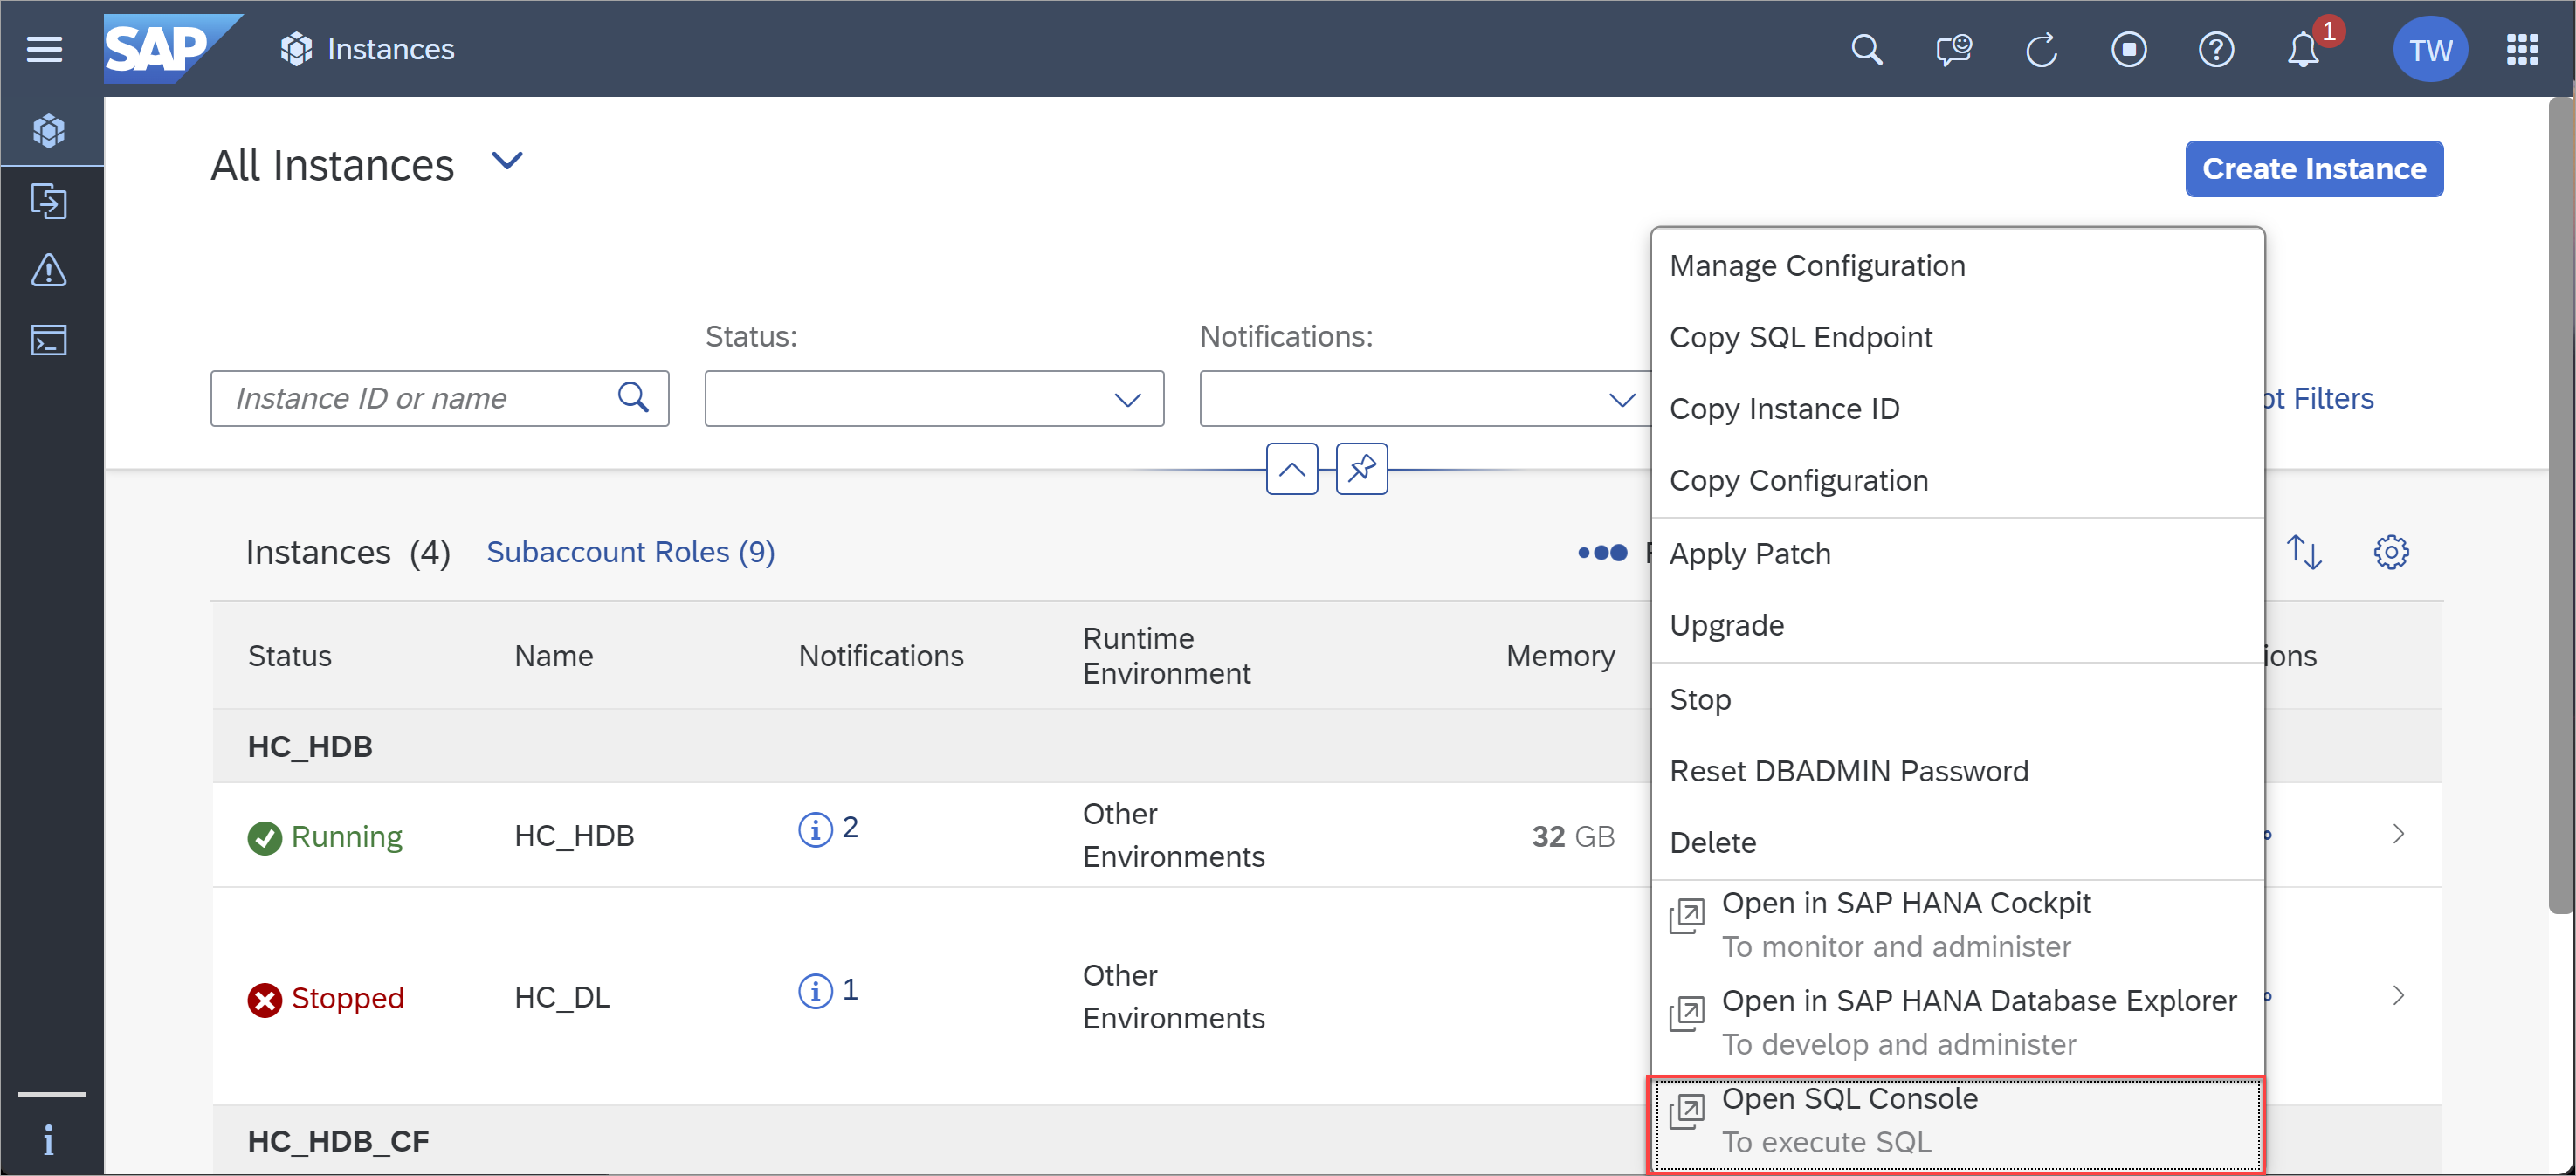 SAP
Instances
1
TW
All Instances
Create Instance
Manage Configuration
Copy SQL Endpoint
Copy Instance ID
Copy Configuration
Apply Patch
Upgrade
Stop
Reset DBADMIN Password
Delete
Open in SAP HANA Cockpit
To monitor and administer
Open in SAP HANA Database Explorer
To develop and administer
Open SQL Console
To execute SQL
Status:
Notifications:
Instance ID or name
Filters
Instances (4)
Subaccount Roles (9)
Status
Name
Notifications
Runtime
Environment
Memory
HC_HDB
Running
HC_HDB
2
Other
Environments
32 GB
Stopped
HC_DL
1
Other
Environments
HC_HDB_CF